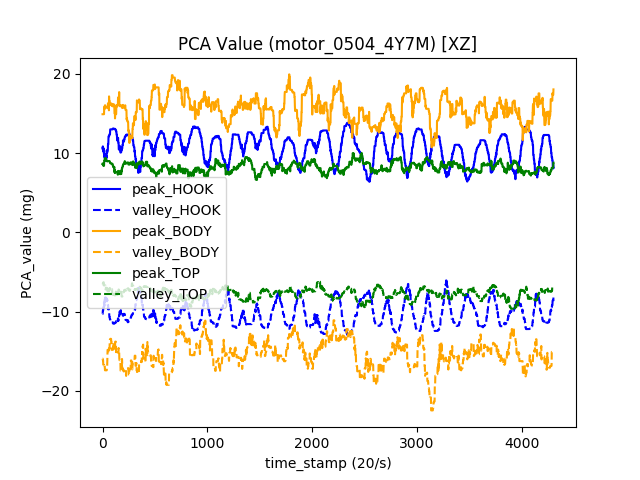 PCA Value (motor_0504_4Y7M) [XZ]
PCA_value (mg)
20
10
0
−10
−20
peak_HOOK
valley_HOOK
peak_BODY
valley_BODY
peak_TOP
valley_TOP
0
1000
2000
3000
4000
time_stamp (20/s)